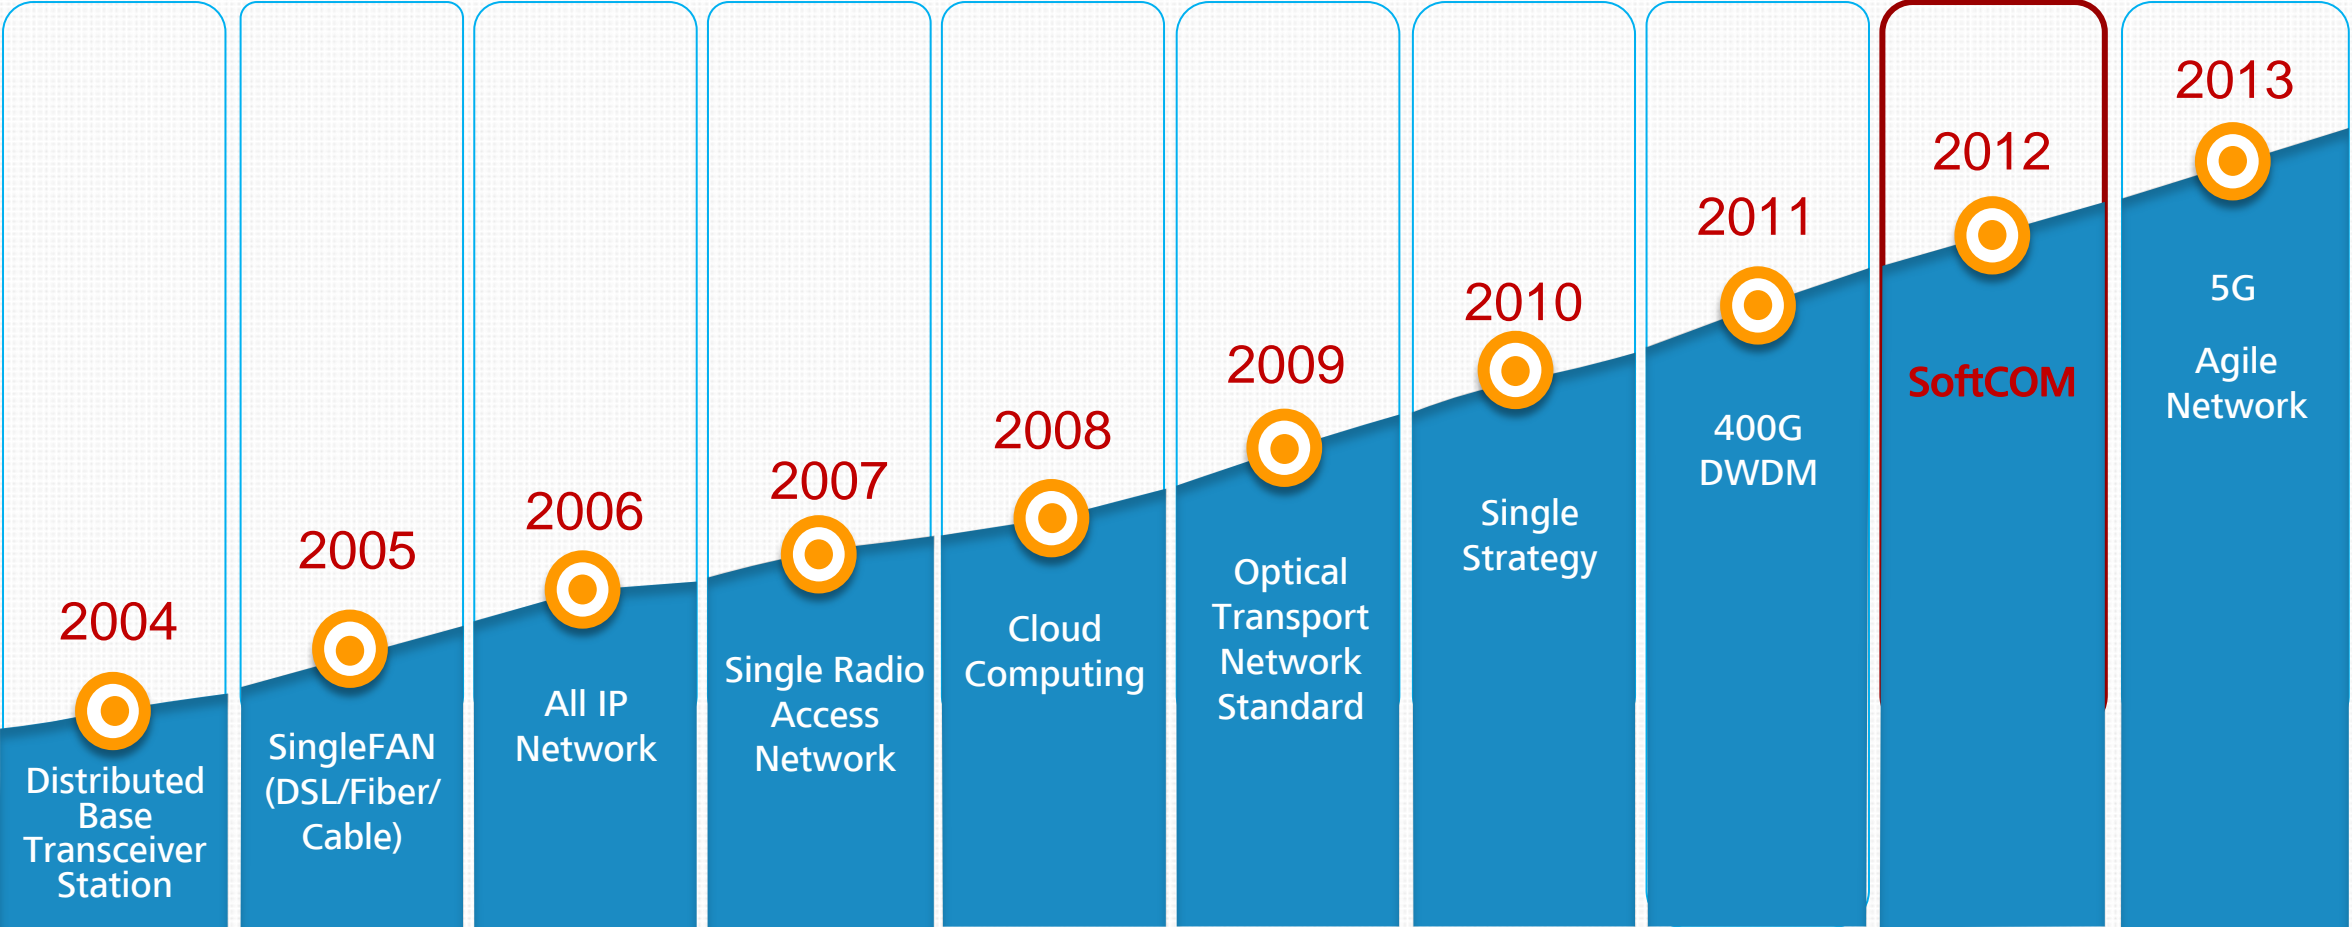 2004
Distributed
Base
Transceiver
Station
2005
SingleFAN
(DSL/Fiber/
Cable)
2006
All IP
Network
2007
Single Radio
Access
Network
2008
Cloud
Computing
2009
Optical
Transport
Network
Standard
2010
Single
Strategy
2011
400G
DWDM
2012
SoftCOM
2013
5G
Agile
Network